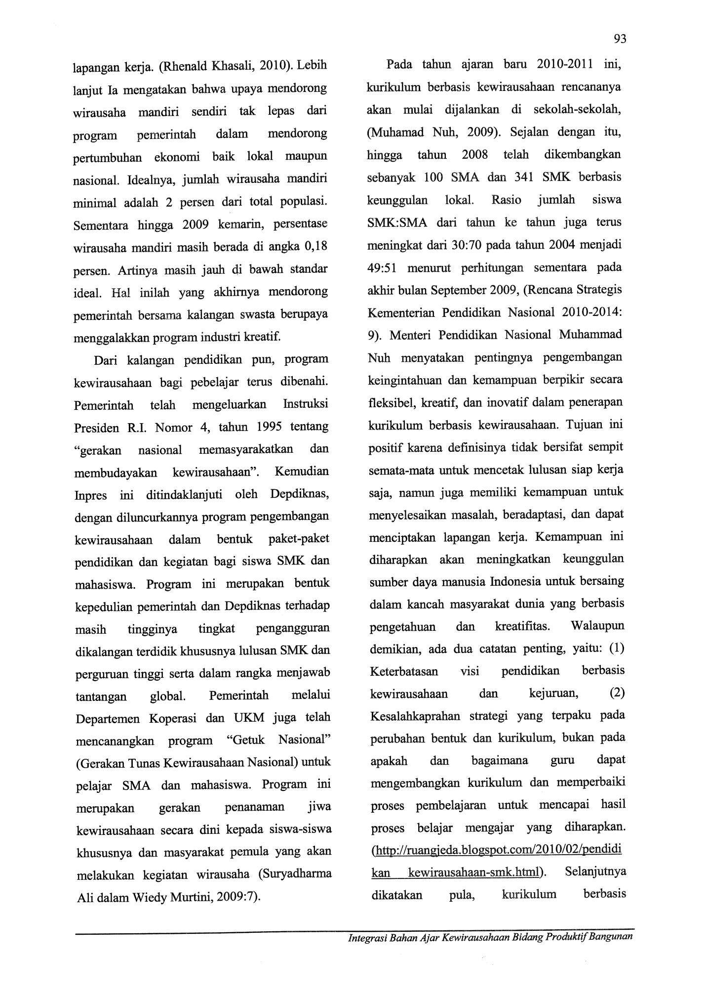 93
lapangan kerja. (Rhenald Khasali, 2010). Lebih
lanjut Ia mengatakan bahwa upaya mendorong
wirausaha mandiri sendiri tak lepas dari
program pemerintah dalam mendorong
pertumbuhan ekonomi baik lokal maupun
nasional. Idealnya, jumlah wirausaha mandiri
minimal adalah 2 persen dari total populasi.
Sementara hingga 2009 kemarin, persentase
wirausaha mandiri masih berada di angka 0,18
persen. Artinya masih jauh di bawah standar
ideal. Hal inilah yang akhirnya mendorong
pemerintah bersama kalangan swasta berupaya
menggalakkan program industri kreatif.
Dari kalangan pendidikan pun, program
kewirausahaan bagi pebelajar terus dibenahi.
Pemerintah telah mengeluarkan Instruksi
Presiden R.I. Nomor 4, tahun 1995 tentang
“gerakan nasional memasyarakatkan dan
membudayakan kewirausahaan”. Kemudian
Inpres ini ditindaklanjuti oleh Depdiknas,
dengan diluncurkannya program pengembangan
kewirausahaan dalam bentuk paket-paket
pendidikan dan kegiatan bagi siswa SMK dan
mahasiswa. Program ini merupakan bentuk
kepedulian pemerintah dan Depdiknas terhadap
masih tingginya tingkat pengangguran
dikalangan terdidik khususnya lulusan SMK dan
perguruan tinggi serta dalam rangka menjawab
tantangan global. Pemerintah melalui
Departemen Koperasi dan UKM juga telah
mencanangkan program “Getuk Nasional”
(Gerakan Tunas Kewirausahaan Nasional) untuk
pelajar SMA dan mahasiswa. Program ini
merupakan gerakan penanaman jiwa
kewirausahaan secara dini kepada siswa-siswa
khususnya dan masyarakat pemula yang akan
melakukan kegiatan wirausaha (Suryadharma
Ali dalam Wiedy Murtini, 2009:7).
Pada tahun ajaran baru 2010-2011 ini,
kurikulum berbasis kewirausahaan rencananya
akan mulai dijalankan di sekolah-sekolah,
(Muhamad Nuh, 2009). Sejalan dengan itu,
hingga tahun 2008 telah dikembangkan
sebanyak 100 SMA dan 341 SMK berbasis
keunggulan lokal. Rasio jumlah siswa
SMK:SMA dari tahun ke tahun juga terus
meningkat dari 30:70 pada tahun 2004 menjadi
49:51 menurut perhitungan sementara pada
akhir bulan September 2009, (Rencana Strategis
Kementerian Pendidikan Nasional 2010-2014:
9). Menteri Pendidikan Nasional Muhammad
Nuh menyatakan pentingnya pengembangan
keingintahuan dan kemampuan berpikir secara
fleksibel, kreatif, dan inovatif dalam penerapan
kurikulum berbasis kewirausahaan. Tujuan ini
positif karena definisinya tidak bersifat sempit
semata-mata untuk mencetak lulusan siap kerja
saja, namun juga memiliki kemampuan untuk
menyelesaikan masalah, beradaptasi, dan dapat
menciptakan lapangan kerja. Kemampuan ini
diharapkan akan meningkatkan keunggulan
sumber daya manusia Indonesia untuk bersaing
dalam kancah masyarakat dunia yang berbasis
pengetahuan dan kreatifitas. Walaupun
demikian, ada dua catatan penting, yaitu: (1)
Keterbatasan visi pendidikan berbasis
kewirausahaan dan kejuruan, (2)
Kesalahkaprahan strategi yang terpaku pada
perubahan bentuk dan kurikulum, bukan pada
apakah dan bagaimana guru dapat
mengembangkan kurikulum dan memperbaiki
proses pembelajaran untuk mencapai hasil
proses belajar mengajar yang diharapkan.
(http://ruangjeda.blogspot.com/2010/02/pendidi
kan kewirausahaan-smk.html). Selanjutnya
dikatakan pula, kurikulum berbasis
Integrasi Bahan Ajar Kewirausahaan Bidang Produktif Bangunan